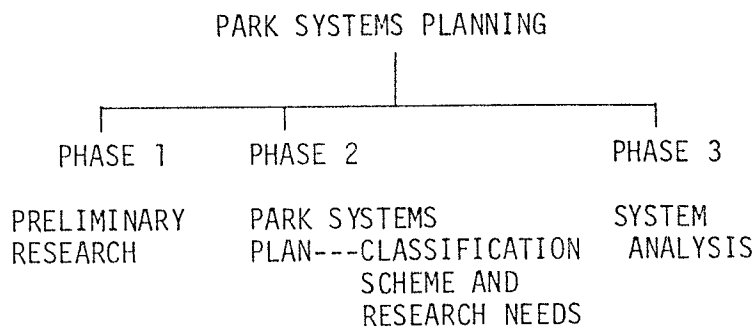 PARK SYSTEMS PLANNING
PHASE 1 PHASE 2 PHASE 3
PRELIMINARY PARK SYSTEMS SYSTEM
RESEARCH PLAN---CLASSIFICATION ANALYSIS
SCHEME AND
RESEARCH NEEDS